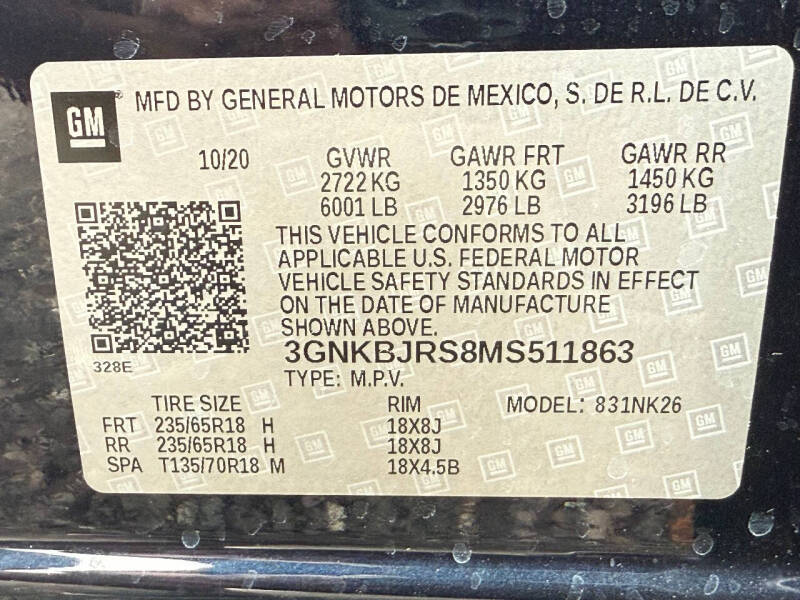 GM® MFD BY GENERAL MOTORS DE MEXICO, S. DE R.L. DE C.V.
10/20 GVWR GAWR FRT GAWR RR
2722 KG 1350 KG 1450 KG
6001 LB 2976 LB 3196 LB
THIS VEHICLE CONFORMS TO ALL
APPLICABLE U.S. FEDERAL MOTOR
VEHICLE SAFETY STANDARDS IN EFFECT
ON THE DATE OF MANUFACTURE
SHOWN ABOVE.
3GNKBJRS8MS511863
328E
TYPE: M.P.V.
TIRE SIZE RIM MODEL: 831NK26
FRT 235/65R18 H 18X8J
RR 235/65R18 H 18X8J
SPA T135/70R18 M 18X4.5B